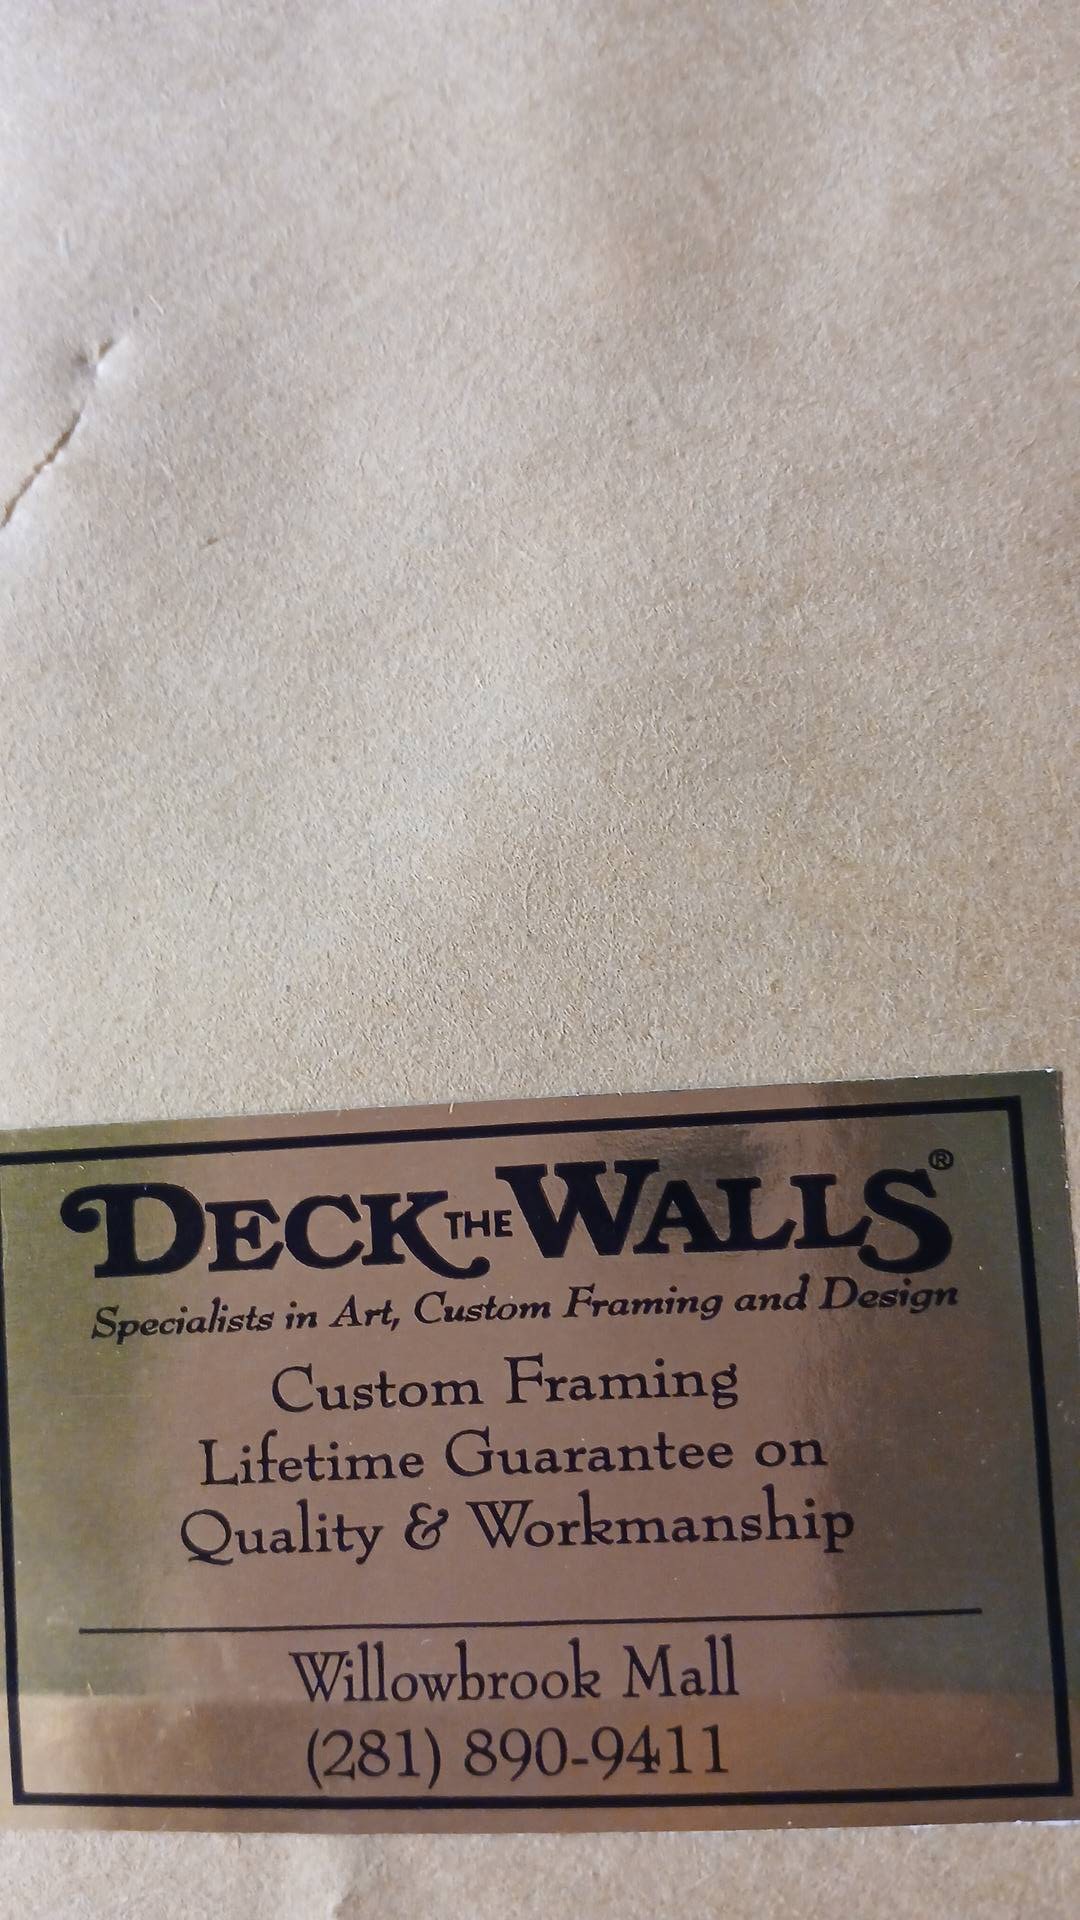 DECK THE WALLS®
Specialists in Art, Custom Framing and Design
Custom Framing
Lifetime Guarantee on
Quality & Workmanship
Willowbrook Mall
(281) 890-9411